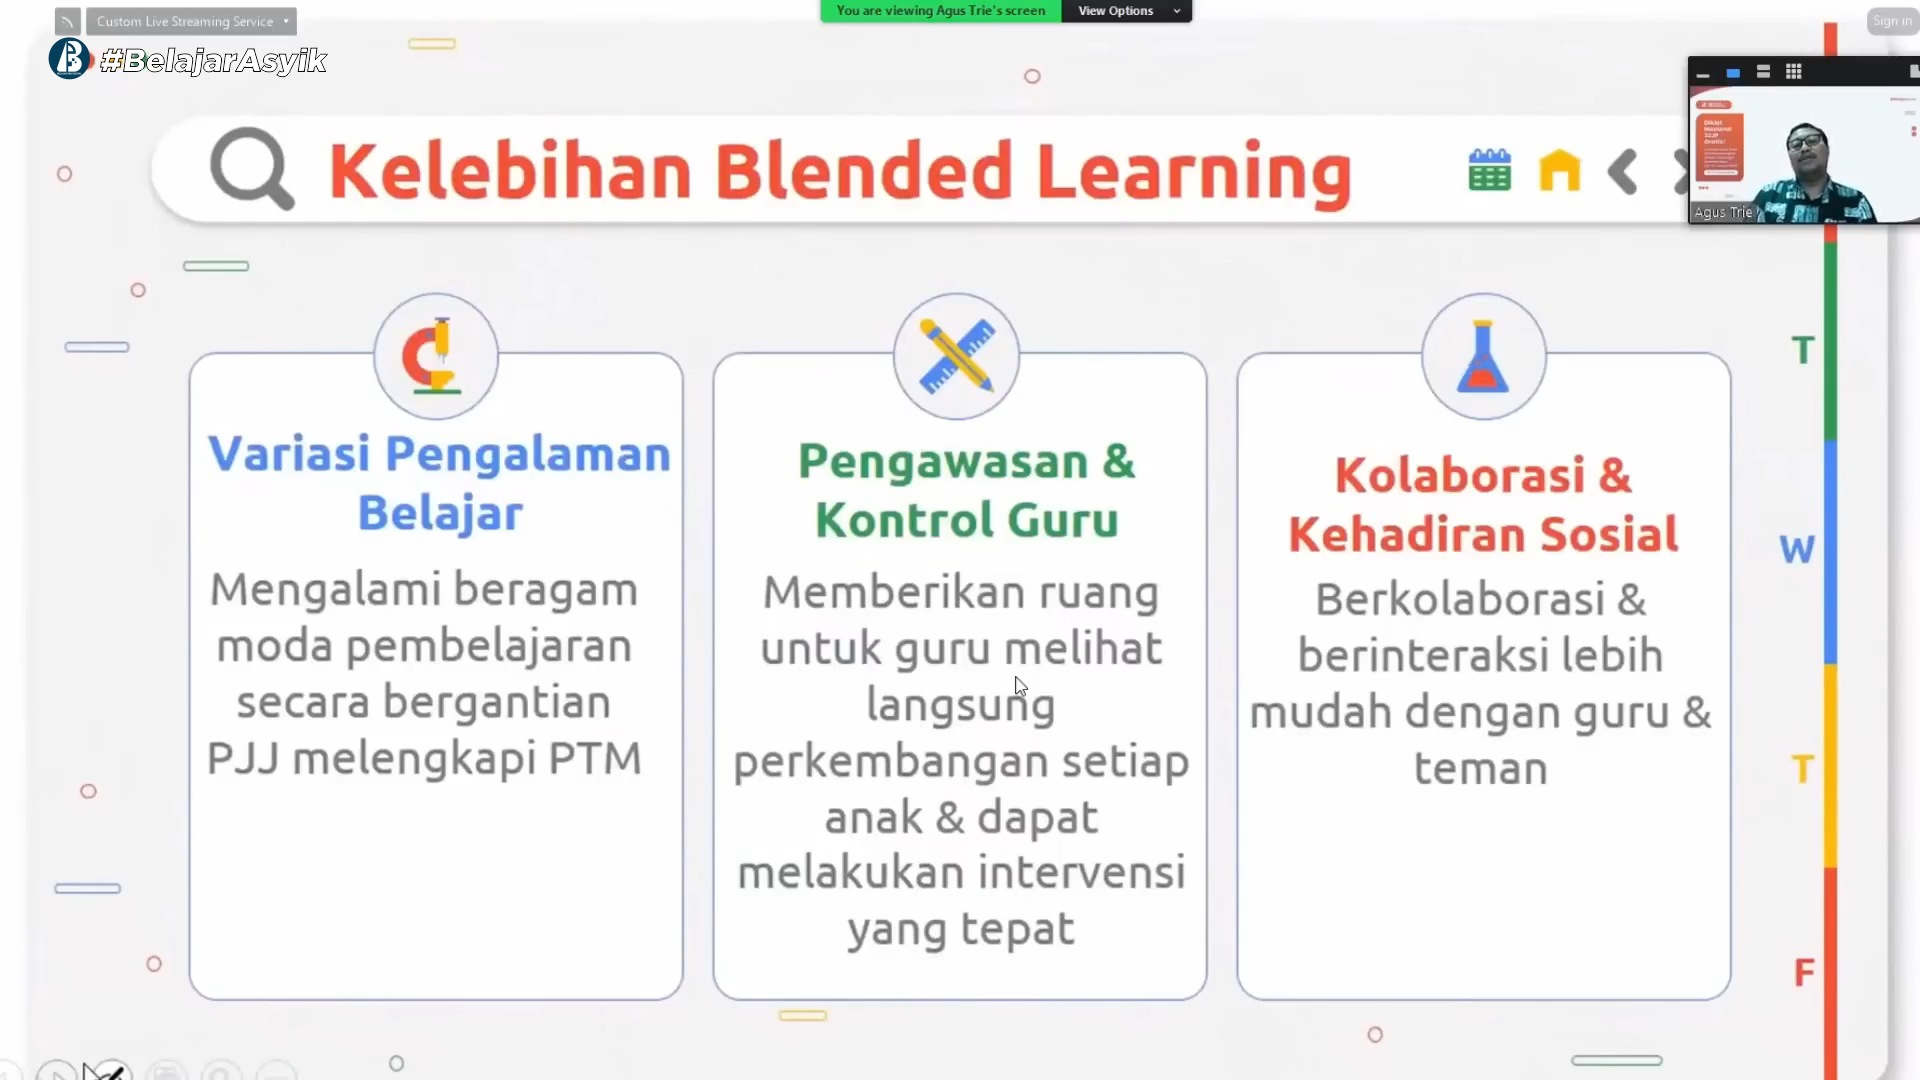 Custom Live Streaming Service
You are viewing Agus Trie's screen
View Options
Sign in
#BelajarAsyik
Kelebihan Blended Learning
Agus Trie
Variasi Pengalaman
Belajar
Mengalami beragam
moda pembelajaran
secara bergantian
PJJ melengkapi PTM
Pengawasan &
Kontrol Guru
Memberikan ruang
untuk guru melihat
langsung
perkembangan setiap
anak & dapat
melakukan intervensi
yang tepat
Kolaborasi &
Kehadiran Sosial
Berkolaborasi &
berinteraksi lebih
mudah dengan guru &
teman
T
W
T
F